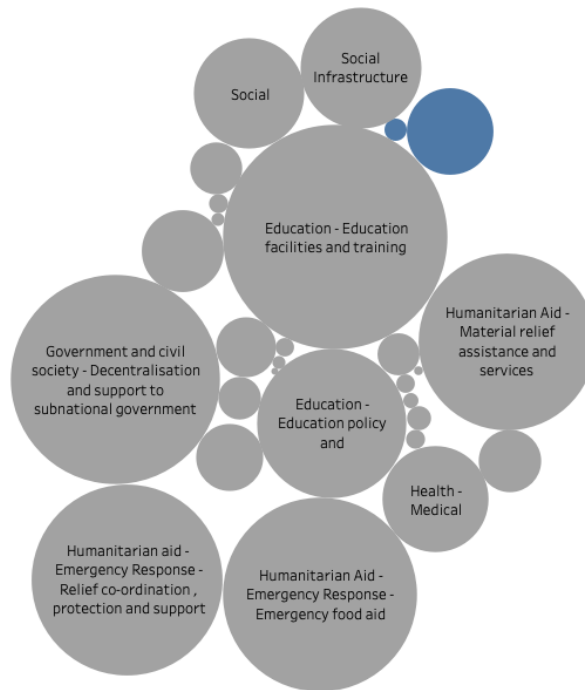 Social
Infrastructure
Social
Education - Education
facilities and training
Humanitarian Aid -
Material relief
assistance and
services
Government and civil
society - Decentralisation
and support to
subnational government
Education -
Education policy
and
Health -
Medical
Humanitarian aid -
Emergency Response -
Relief co-ordination ,
protection and support
Humanitarian Aid -
Emergency Response -
Emergency food aid